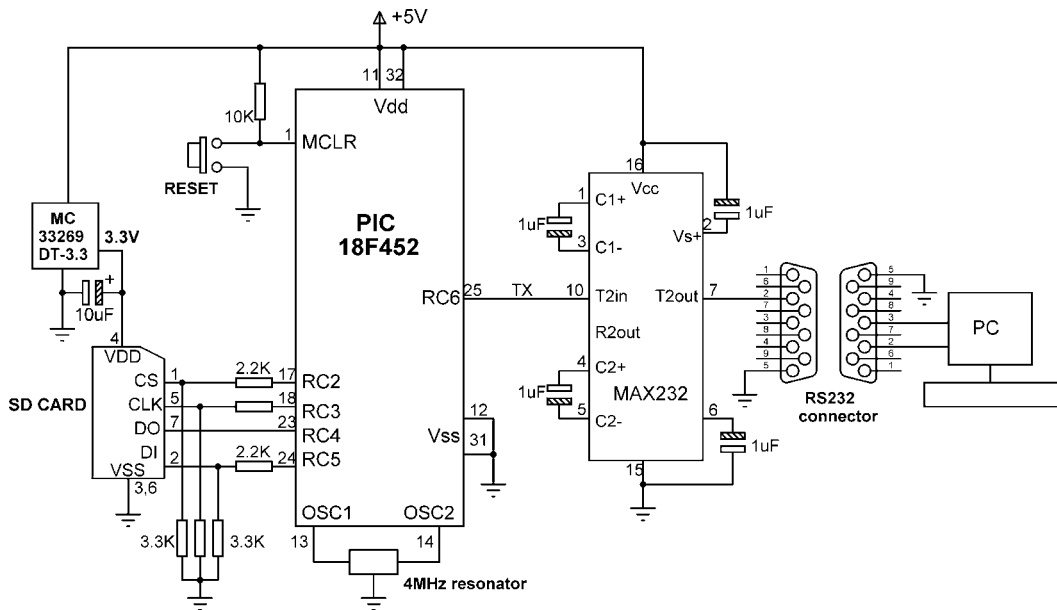 +5V
11 32
Vdd
10K
1 MCLR
RESET
MC
33269
DT-3.3
3.3V
+
10uF
PIC
18F452
16
Vcc
1 C1+
1uF
3 C1-
2 Vs+
1uF
RC6 25 TX 10 T2in
T2out 7
R2out
4 C2+
1uF
5 C2-
MAX232
6
1uF
15
1
6
2
7
3
8
4
9
5
5
9
4
8
3
7
2
6
1
PC
RS232
connector
4
VDD
SD CARD
CS 1 2.2K 17 RC2
CLK 5 18 RC3
DO 7 23 RC4
DI 2 2.2K 24 RC5
VSS
3,6
12
Vss
31
3.3K 3.3K
OSC1 OSC2
13 14
4MHz resonator